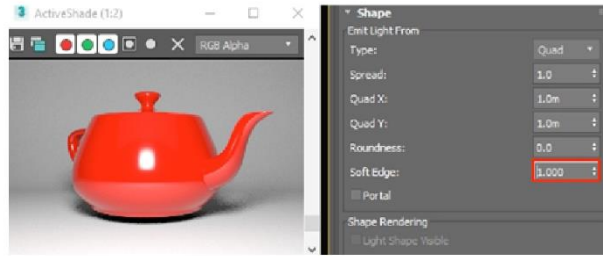 ActiveShade (1:2)
RGB Alpha
Shape
Emit Light From
Type: Quad
Spread: 1.0
Quad X: 1.0m
Quad Y: 1.0m
Roundness: 0.0
Soft Edge: 1.000
Portal
Shape Rendering
Light Shape Visible